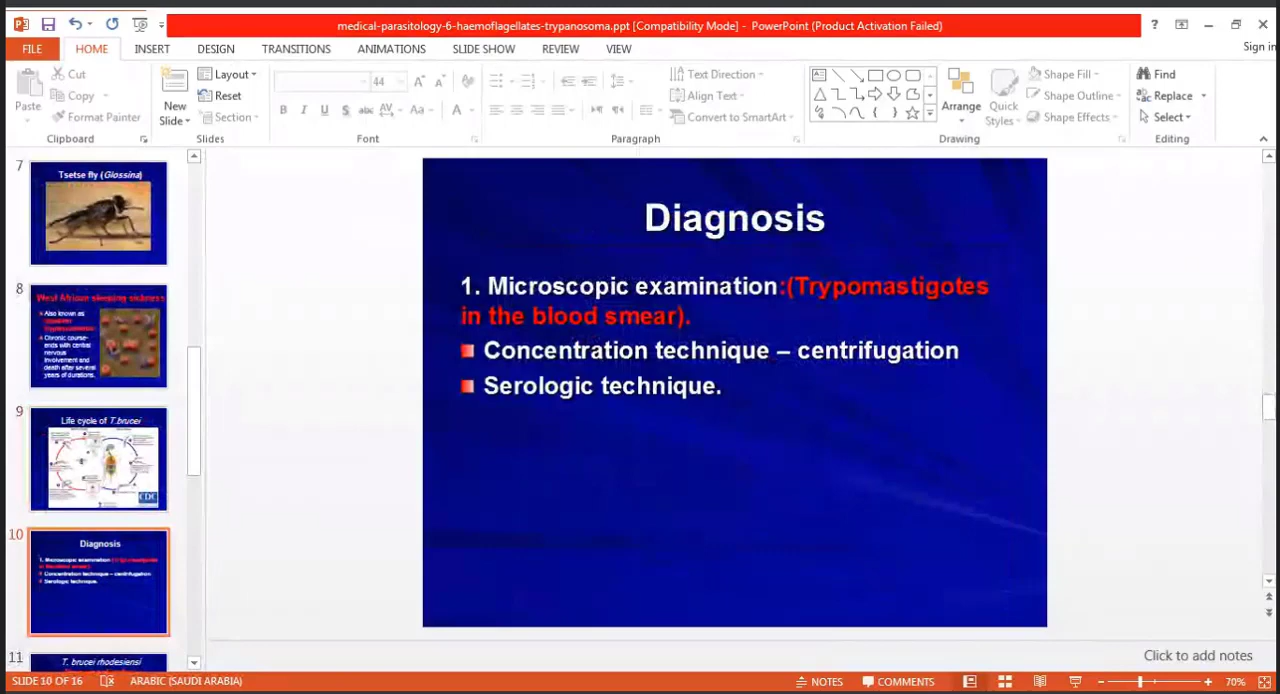 medical-parasitology-6-haemoflagellates-trypanosoma.ppt [Compatibility Mode] - PowerPoint (Product Activation Failed)
?
Sign in
FILE HOME INSERT DESIGN TRANSITIONS ANIMATIONS SLIDE SHOW REVIEW VIEW
Cut
Copy
Format Painter
Paste
Clipboard
New
Slide
Layout
Reset
Section
Slides
44
B I U S abc AV Aa A
Font
Text Direction
Align Text
Convert to SmartArt
Paragraph
Arrange
Quick
Styles
Shape Fill
Shape Outline
Shape Effects
Drawing
Find
Replace
Select
Editing
7
Tsetse fly (Glossina)
8
West African sleeping sickness
Also known as
Chronic course-
ends with central
nervous
involvement and
death after several
years of durations.
9
Life cycle of T.brucei
CDC
10
Diagnosis
1. Microscopic examination
Concentration technique – centrifugation
Serologic technique.
11
T. brucei rhodesiensi
Diagnosis
1. Microscopic examination:(Trypomastigotes
in the blood smear).
Concentration technique – centrifugation
Serologic technique.
Click to add notes
SLIDE 10 OF 16 ARABIC (SAUDI ARABIA) NOTES COMMENTS 70%